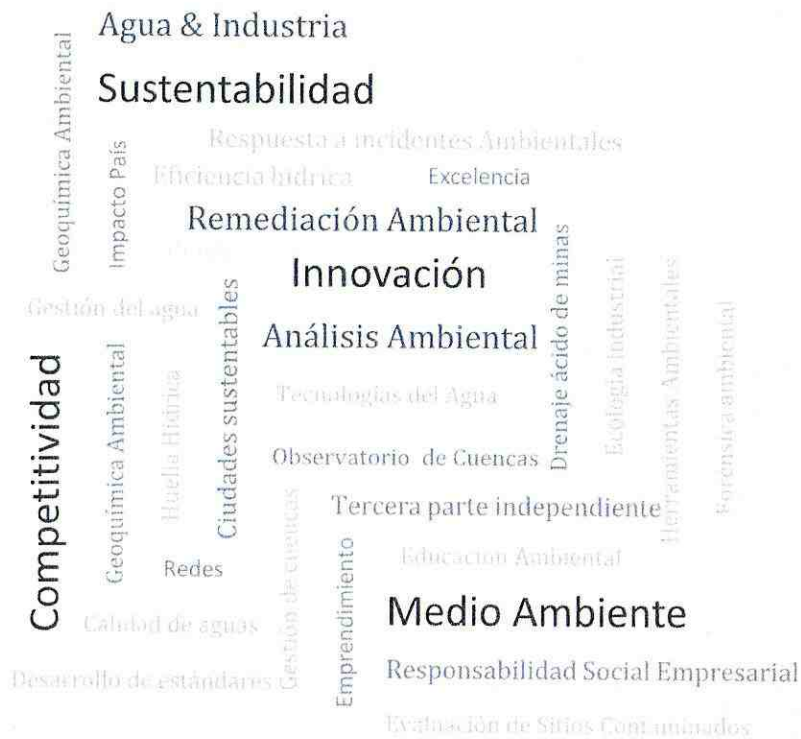 Agua & Industria
Sustentabilidad
Geoquímica Ambiental
Impacto País
Respuesta a incidentes Ambientales
Eficiencia hídrica
Excelencia
Remediación Ambiental
Innovación
Gestión del agua
Ciudades sustentables
Análisis Ambiental
Drenaje ácido de minas
Ecología Industrial
Herramientas Ambientales
Forensica ambiental
Competitividad
Geoquímica Ambiental
Huella Hídrica
Tecnologías del Agua
Observatorio de Cuencas
Tercera parte independiente
Redes
Gestión de cuencas
Emprendimiento
Educación Ambiental
Calidad de aguas
Medio Ambiente
Desarrollo de estándares
Responsabilidad Social Empresarial
Evaluación de Sitios Contaminados